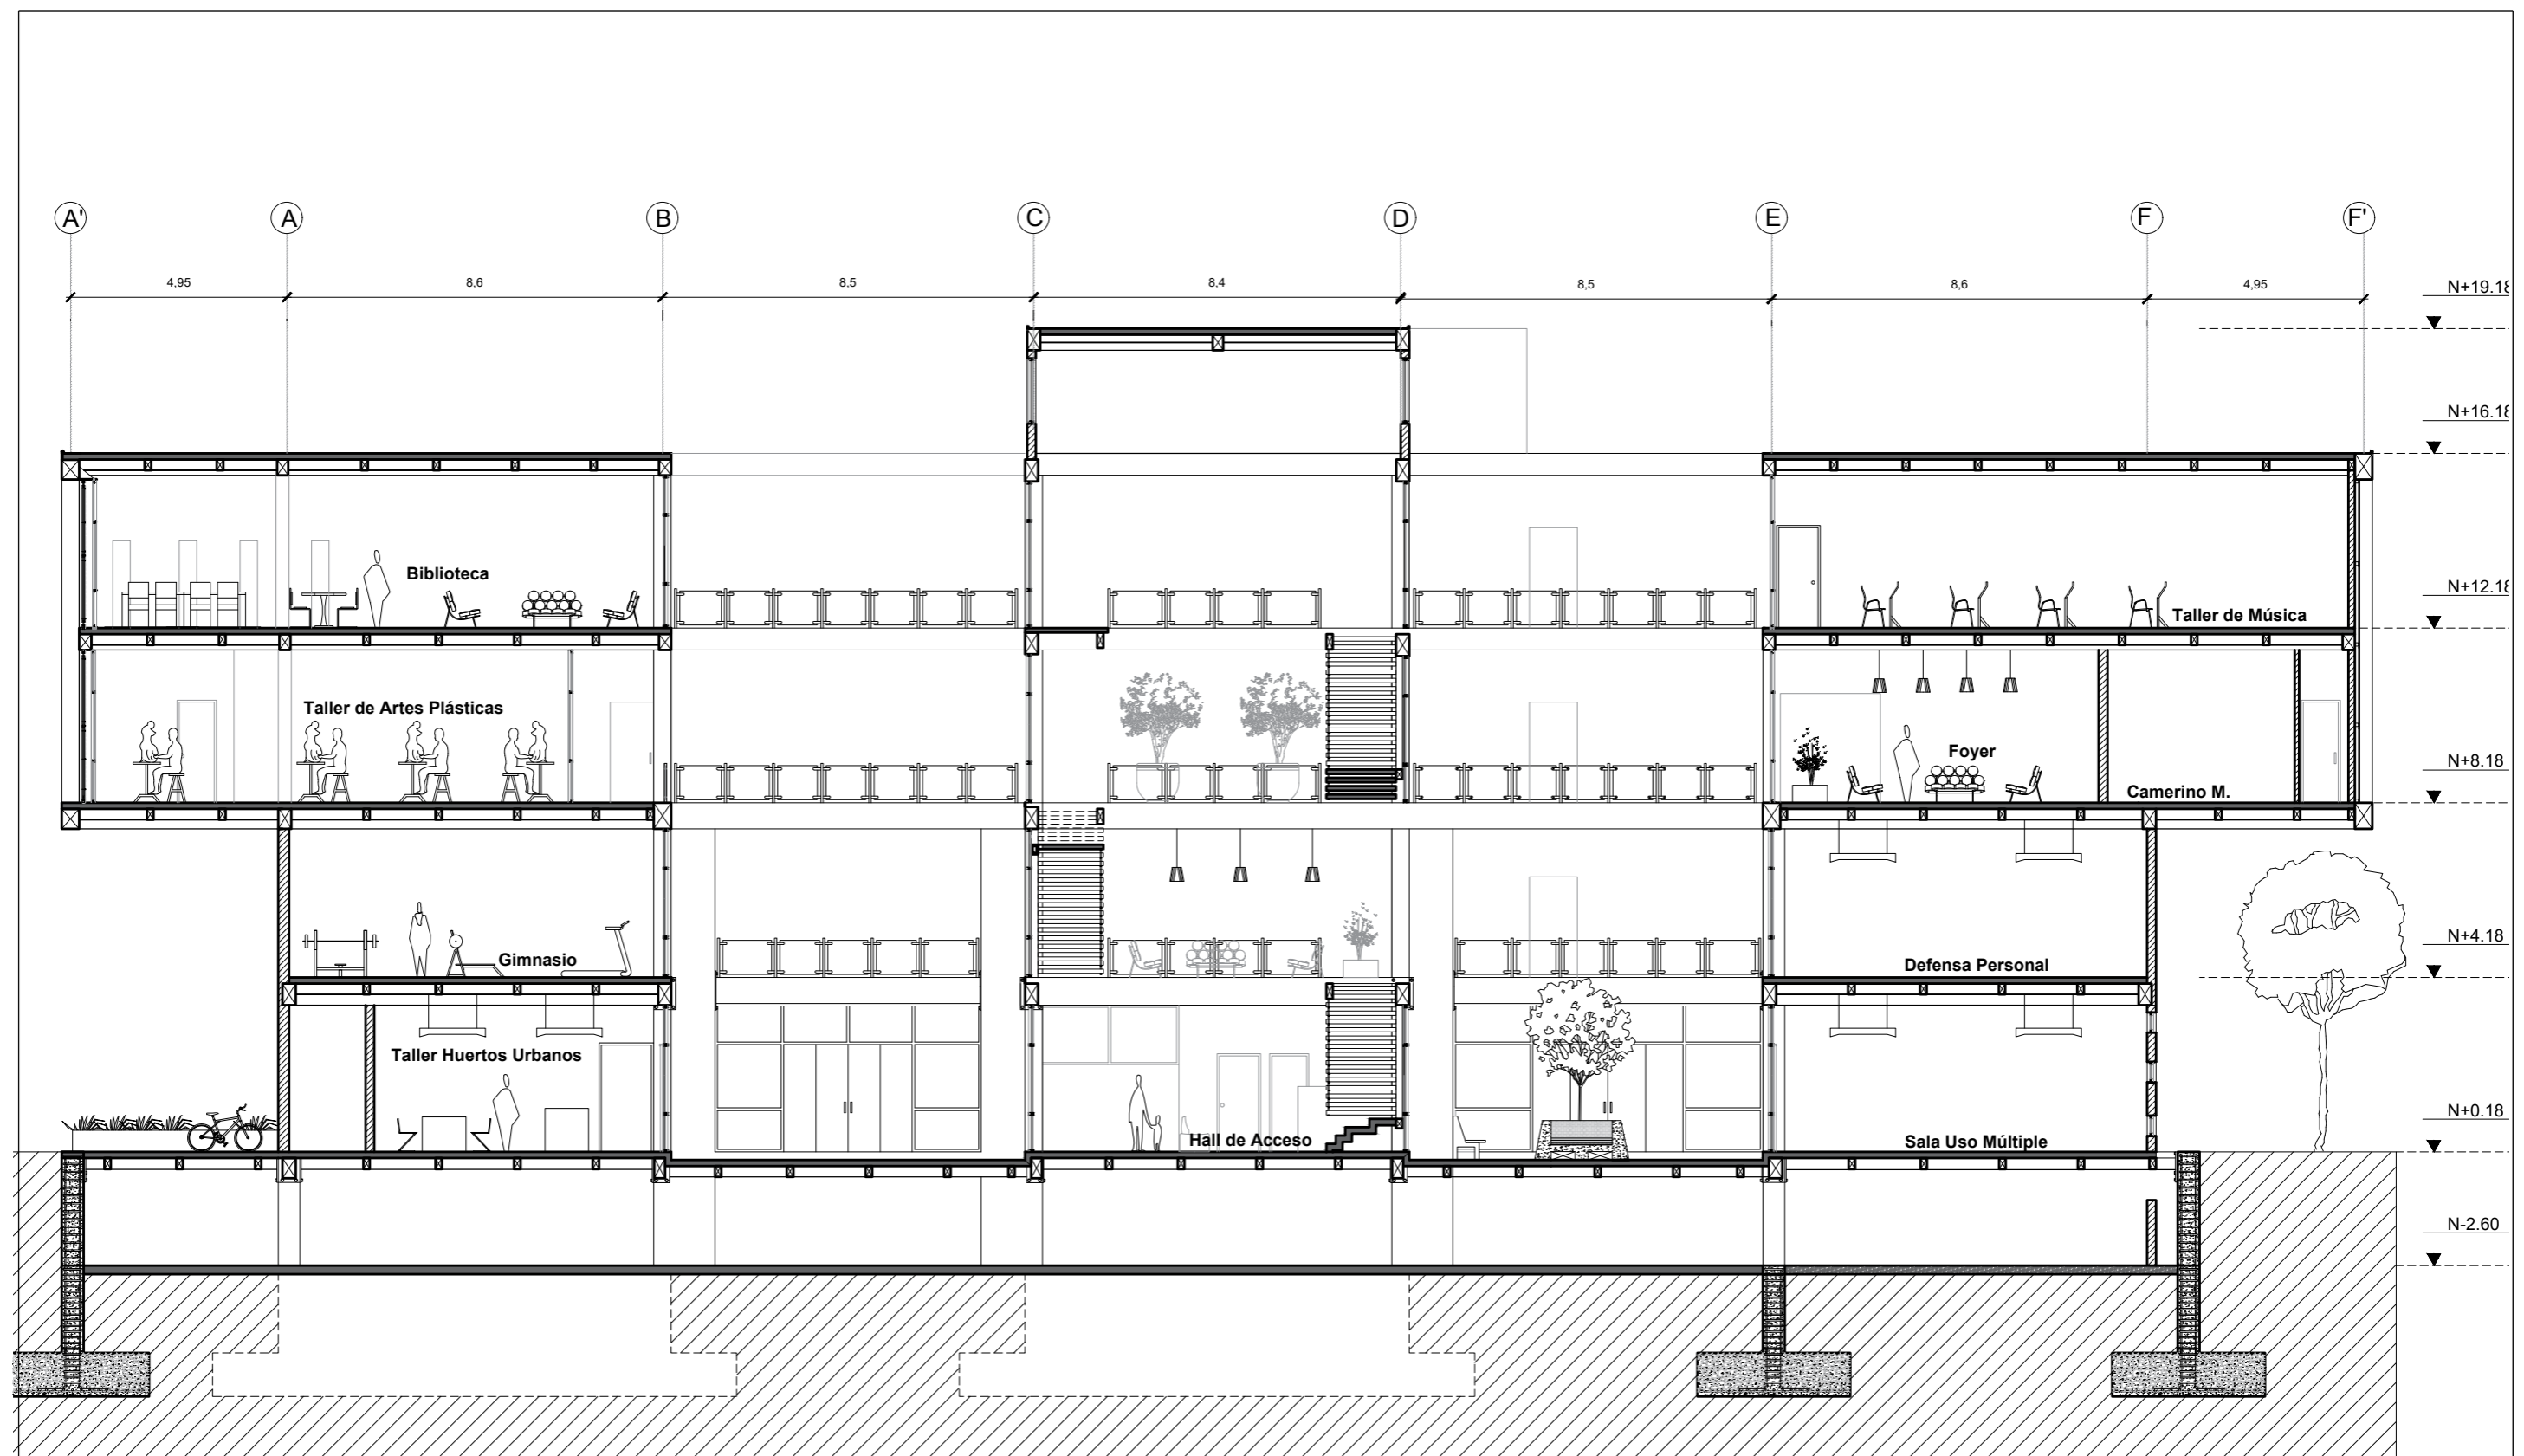 A' A B C D E F F'
4,95 8,6 8,5 8,4 8,5 8,6 4,95
N+19.18
N+16.18
Biblioteca
N+12.18
Taller de Música
Taller de Artes Plásticas
Foyer
N+8.18
Camerino M.
N+4.18
Gimnasio
Defensa Personal
Taller Huertos Urbanos
N+0.18
Hall de Acceso
Sala Uso Múltiple
N-2.60